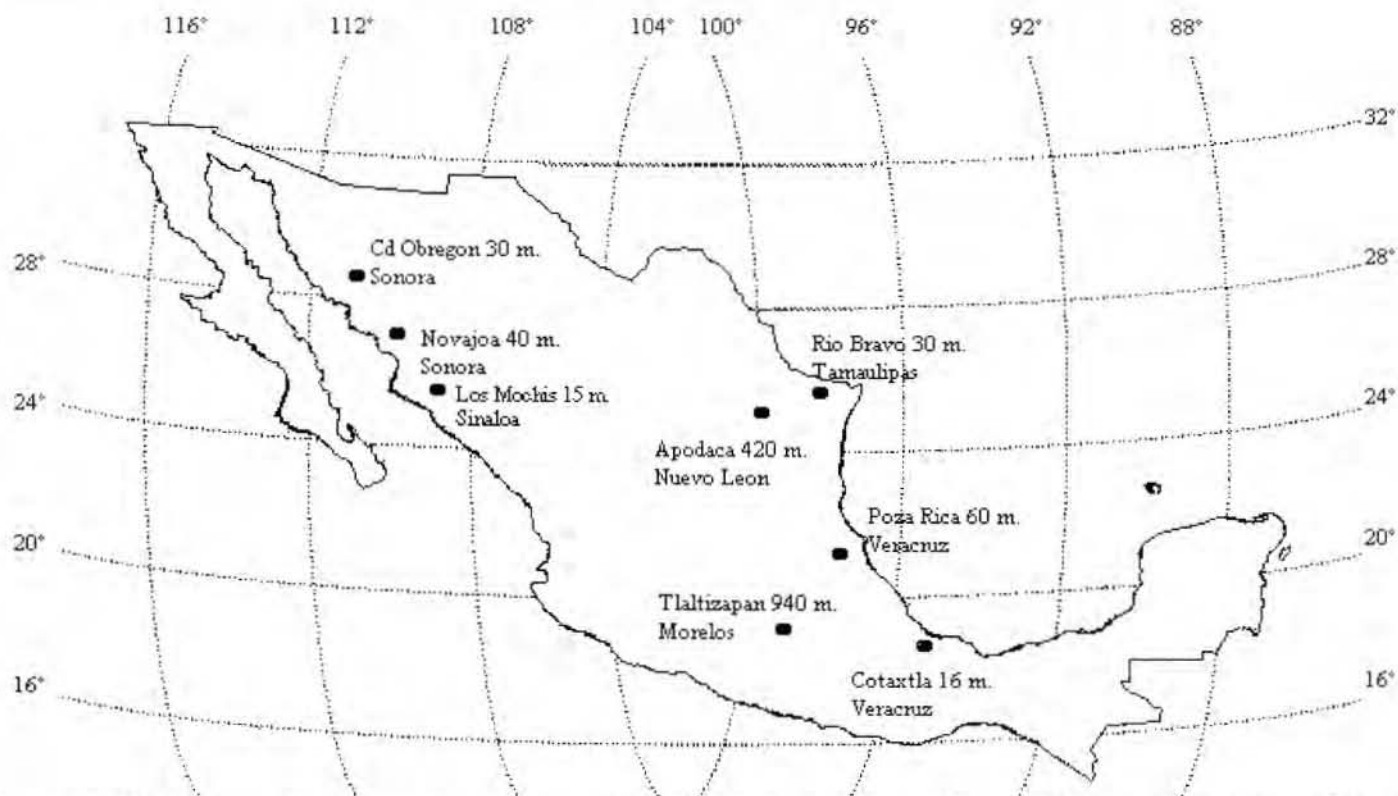 116° 112° 108° 104° 100° 96° 92° 88°
32°
Cd Obregon 30 m.
Sonora
28° 28°
Novajoa 40 m.
Sonora
Rio Bravo 30 m.
Tamaulipas
Los Mochis 15 m.
Sinaloa
24° 24°
Apodaca 420 m.
Nuevo Leon
Poza Rica 60 m.
Veracruz
20° 20°
Tlaltizapan 940 m.
Morelos
Cotaxtla 16 m.
Veracruz
16° 16°